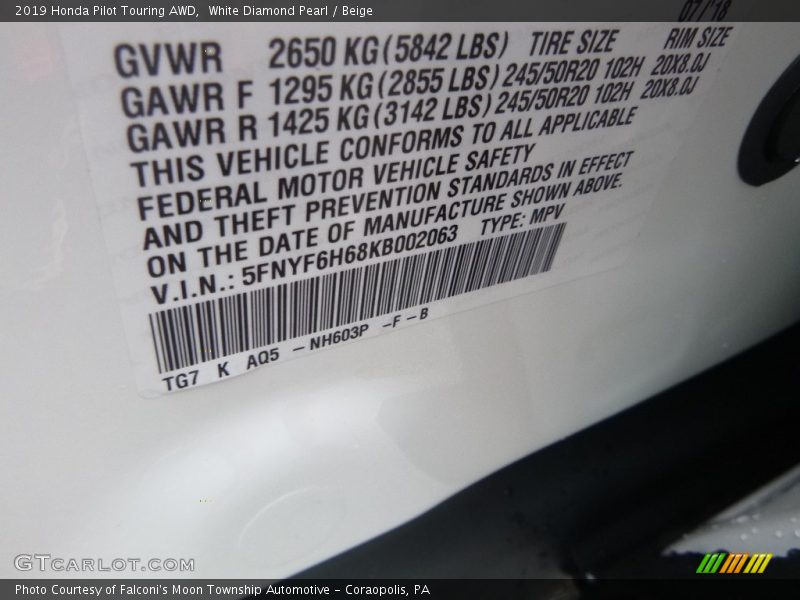 2019 Honda Pilot Touring AWD,  White Diamond Pearl / Beige
07/'18
GVWR 2650 KG (5842 LBS) TIRE SIZE RIM SIZE
GAWR F 1295 KG (2855 LBS) 245/50R20 102H 20X8.0J
GAWR R 1425 KG (3142 LBS) 245/50R20 102H 20X8.0J
THIS VEHICLE CONFORMS TO ALL APPLICABLE
FEDERAL MOTOR VEHICLE SAFETY
AND THEFT PREVENTION STANDARDS IN EFFECT
ON THE DATE OF MANUFACTURE SHOWN ABOVE.
V.I.N.: 5FNYF6H68KB002063 TYPE: MPV
TG7 K AQ5 – NH603P – F – B
GTCARLOT.COM
Photo Courtesy of Falconi's Moon Township Automotive – Coraopolis, PA